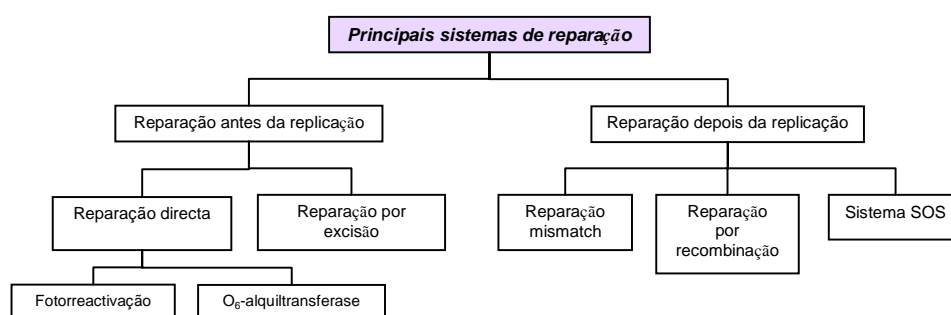 Principais sistemas de reparação
Reparação antes da replicação
Reparação depois da replicação
Reparação directa
Reparação por
excisão
Reparação
mismatch
Reparação
por
recombinação
Sistema SOS
Fotorreactivação
O₆-alquiltransferase